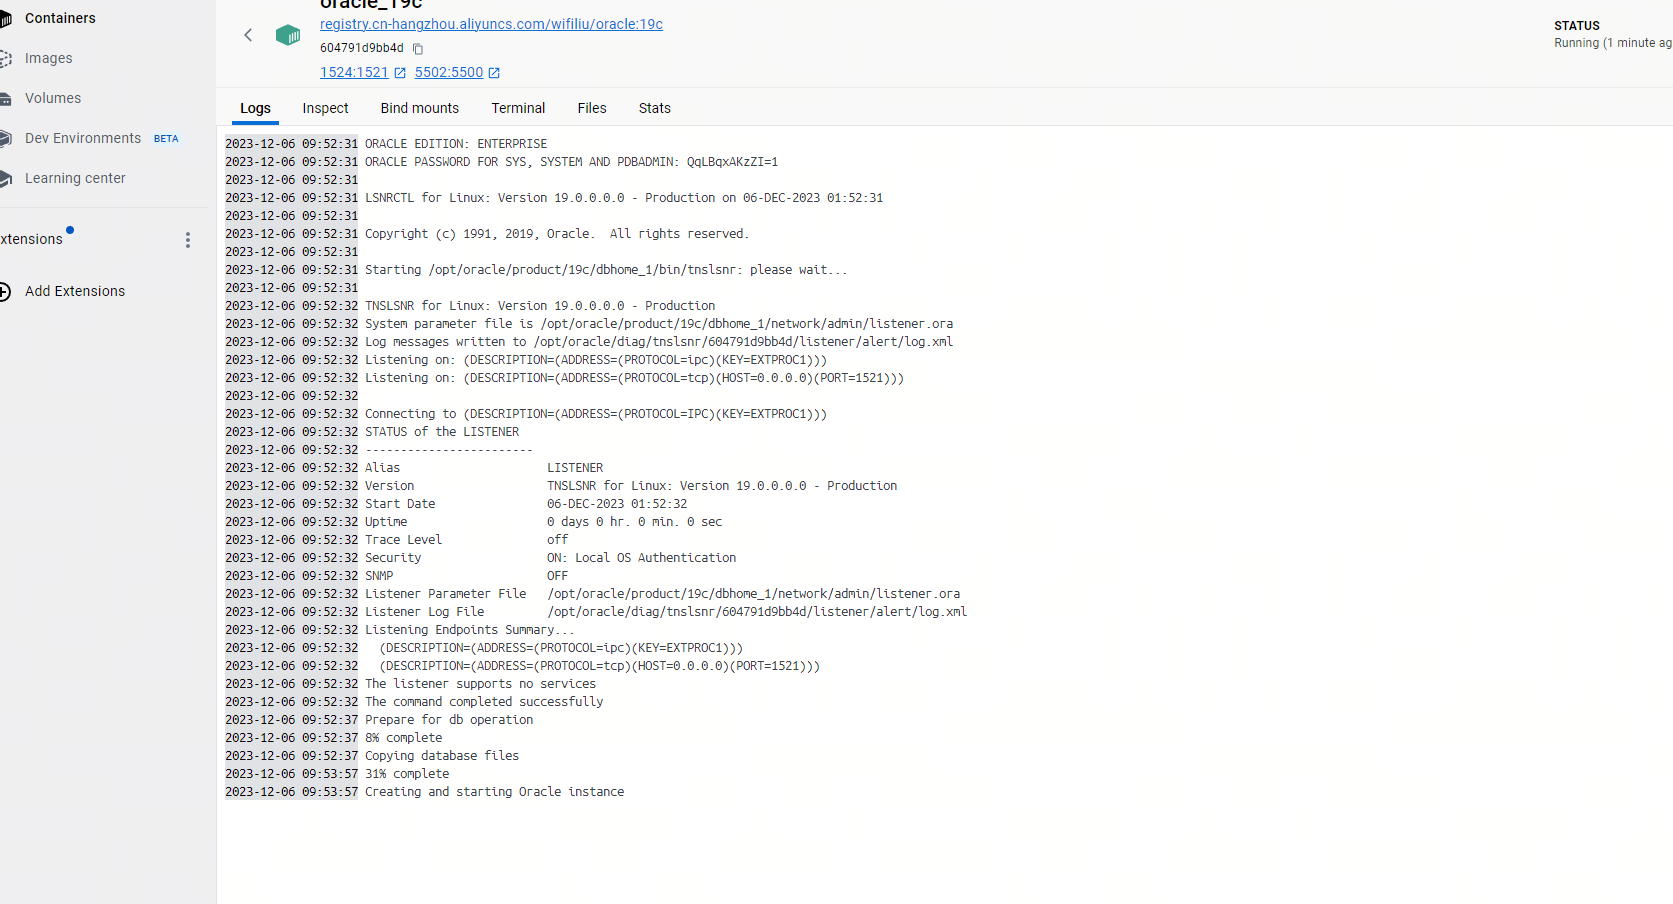 Containers
Images
Volumes
Dev Environments BETA
Learning center
xtensions
Add Extensions
oracle_19c
registry.cn-hangzhou.aliyuncs.com/wifiliu/oracle:19c
604791d9bb4d
1524:1521 5502:5500
STATUS
Running (1 minute ag
Logs Inspect Bind mounts Terminal Files Stats
2023-12-06 09:52:31 ORACLE EDITION: ENTERPRISE
2023-12-06 09:52:31 ORACLE PASSWORD FOR SYS, SYSTEM AND PDBADMIN: QqLBqxAKzZI=1
2023-12-06 09:52:31
2023-12-06 09:52:31 LSNRCTL for Linux: Version 19.0.0.0.0 - Production on 06-DEC-2023 01:52:31
2023-12-06 09:52:31
2023-12-06 09:52:31 Copyright (c) 1991, 2019, Oracle.  All rights reserved.
2023-12-06 09:52:31
2023-12-06 09:52:31 Starting /opt/oracle/product/19c/dbhome_1/bin/tnslsnr: please wait...
2023-12-06 09:52:31
2023-12-06 09:52:32 TNSLSNR for Linux: Version 19.0.0.0.0 - Production
2023-12-06 09:52:32 System parameter file is /opt/oracle/product/19c/dbhome_1/network/admin/listener.ora
2023-12-06 09:52:32 Log messages written to /opt/oracle/diag/tnslsnr/604791d9bb4d/listener/alert/log.xml
2023-12-06 09:52:32 Listening on: (DESCRIPTION=(ADDRESS=(PROTOCOL=ipc)(KEY=EXTPROC1)))
2023-12-06 09:52:32 Listening on: (DESCRIPTION=(ADDRESS=(PROTOCOL=tcp)(HOST=0.0.0.0)(PORT=1521)))
2023-12-06 09:52:32
2023-12-06 09:52:32 Connecting to (DESCRIPTION=(ADDRESS=(PROTOCOL=IPC)(KEY=EXTPROC1)))
2023-12-06 09:52:32 STATUS of the LISTENER
2023-12-06 09:52:32 ------------------------
2023-12-06 09:52:32 Alias                     LISTENER
2023-12-06 09:52:32 Version                   TNSLSNR for Linux: Version 19.0.0.0.0 - Production
2023-12-06 09:52:32 Start Date                06-DEC-2023 01:52:32
2023-12-06 09:52:32 Uptime                    0 days 0 hr. 0 min. 0 sec
2023-12-06 09:52:32 Trace Level               off
2023-12-06 09:52:32 Security                  ON: Local OS Authentication
2023-12-06 09:52:32 SNMP                      OFF
2023-12-06 09:52:32 Listener Parameter File   /opt/oracle/product/19c/dbhome_1/network/admin/listener.ora
2023-12-06 09:52:32 Listener Log File         /opt/oracle/diag/tnslsnr/604791d9bb4d/listener/alert/log.xml
2023-12-06 09:52:32 Listening Endpoints Summary...
2023-12-06 09:52:32   (DESCRIPTION=(ADDRESS=(PROTOCOL=ipc)(KEY=EXTPROC1)))
2023-12-06 09:52:32   (DESCRIPTION=(ADDRESS=(PROTOCOL=tcp)(HOST=0.0.0.0)(PORT=1521)))
2023-12-06 09:52:32 The listener supports no services
2023-12-06 09:52:32 The command completed successfully
2023-12-06 09:52:37 Prepare for db operation
2023-12-06 09:52:37 8% complete
2023-12-06 09:52:37 Copying database files
2023-12-06 09:53:57 31% complete
2023-12-06 09:53:57 Creating and starting Oracle instance